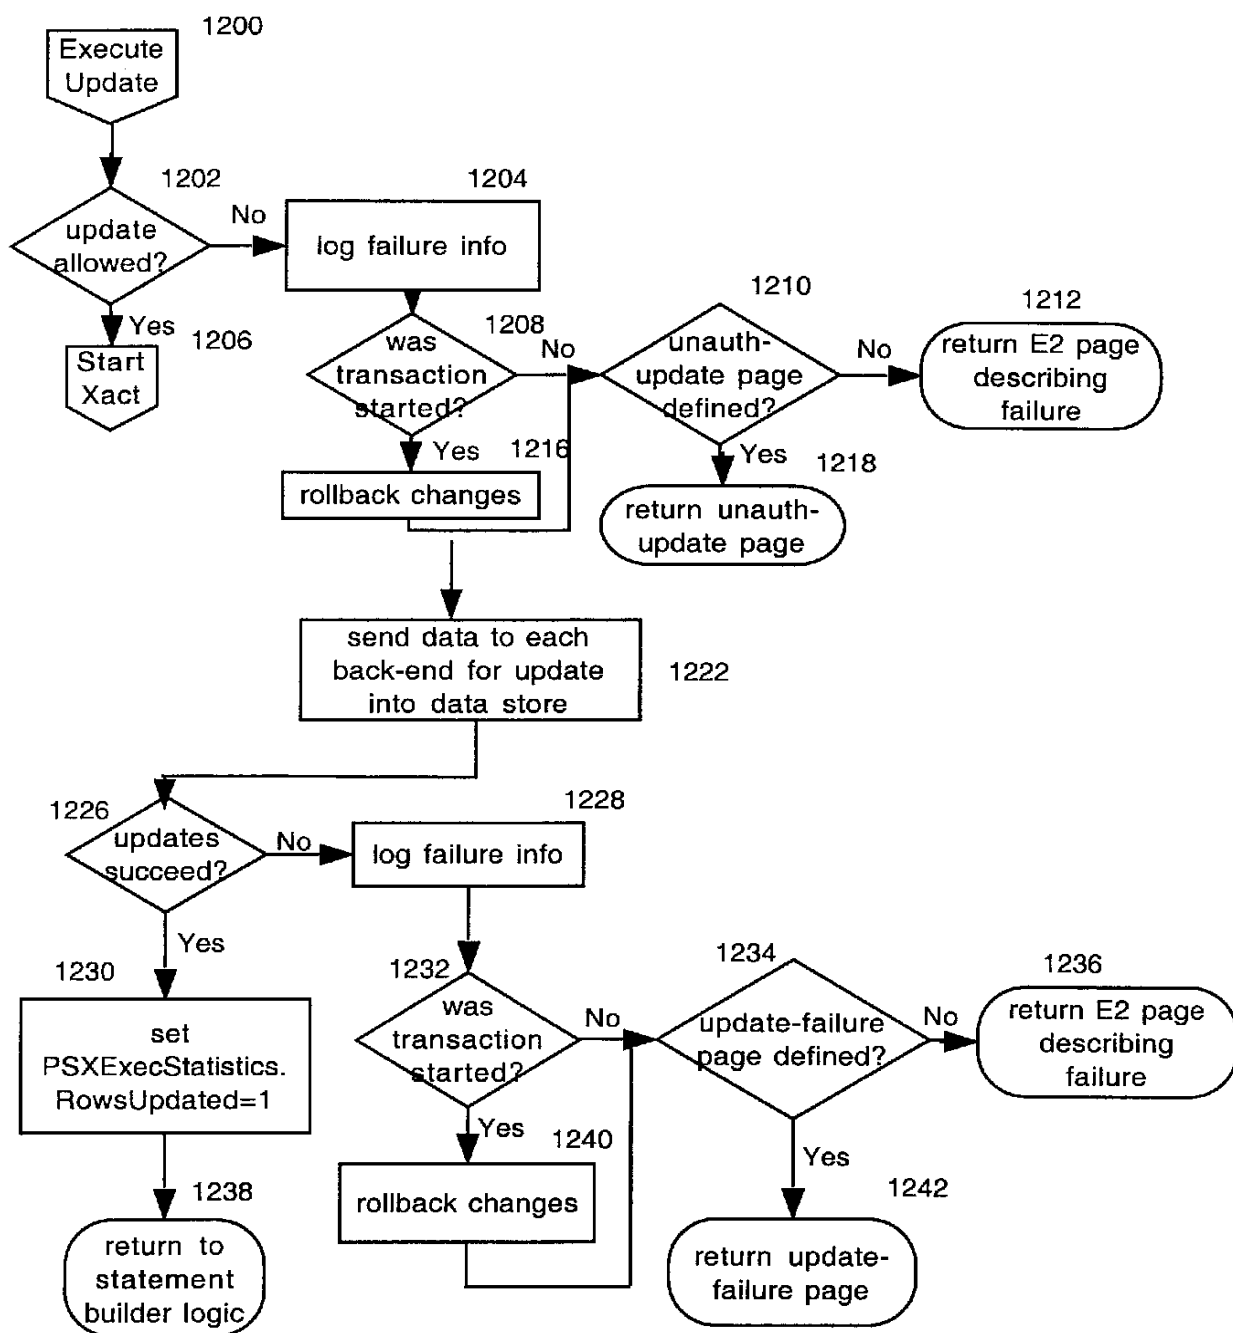 1200
Execute
Update
1202
update
allowed?
No
1204
log failure info
Yes
1206
Start
Xact
1208
was
transaction
started?
No
1210
unauth-
update page
defined?
No
1212
return E2 page
describing
failure
Yes
1216
rollback changes
Yes
1218
return unauth-
update page
send data to each
back-end for update
into data store
1222
1226
updates
succeed?
No
1228
log failure info
Yes
1230
set
PSXExecStatistics.
RowsUpdated=1
1232
was
transaction
started?
No
1234
update-failure
page defined?
No
1236
return E2 page
describing
failure
Yes
1240
rollback changes
Yes
1242
return update-
failure page
1238
return to
statement
builder logic